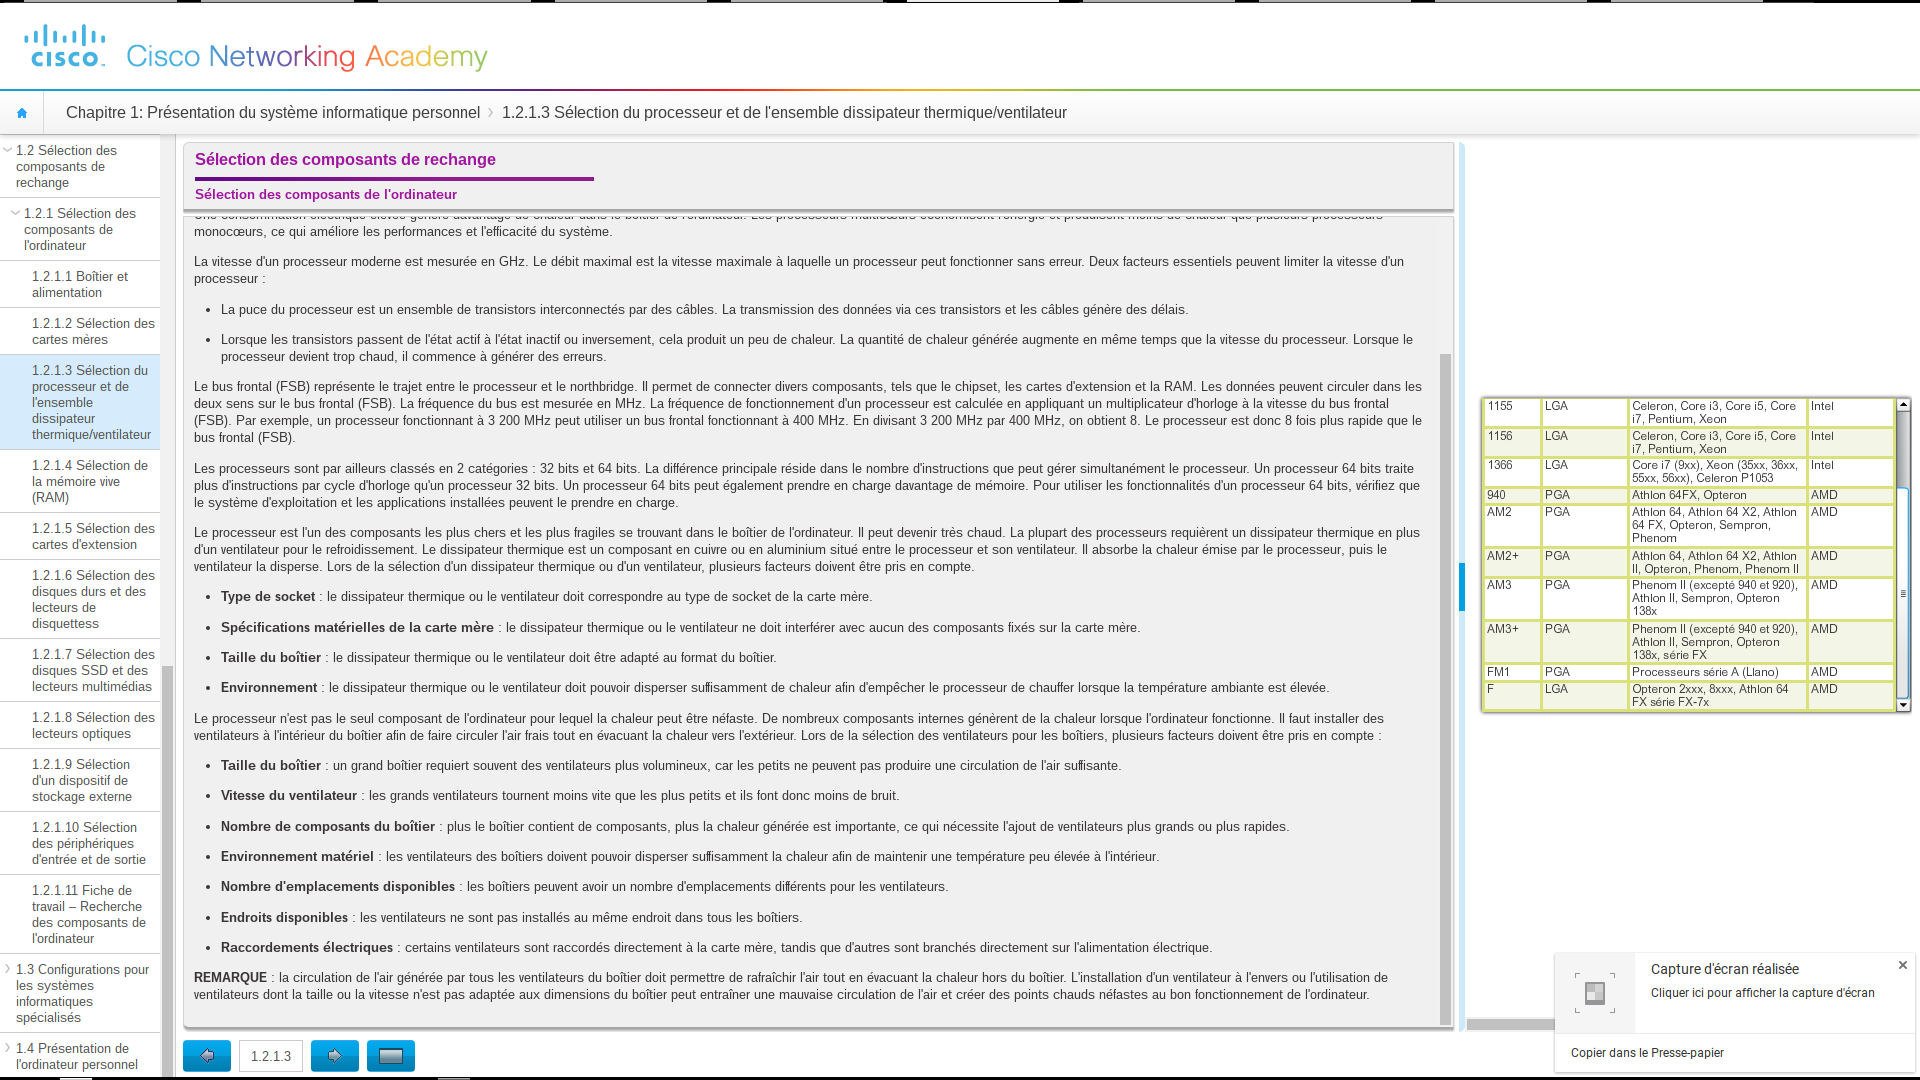 cisco.
Cisco Networking Academy
Chapitre 1: Présentation du système informatique personnel
1.2.1.3 Sélection du processeur et de l'ensemble dissipateur thermique/ventilateur
1.2 Sélection des
composants de
rechange
1.2.1 Sélection des
composants de
l'ordinateur
1.2.1.1 Boîtier et
alimentation
1.2.1.2 Sélection des
cartes mères
1.2.1.3 Sélection du
processeur et de
l'ensemble
dissipateur
thermique/ventilateur
1.2.1.4 Sélection de
la mémoire vive
(RAM)
1.2.1.5 Sélection des
cartes d'extension
1.2.1.6 Sélection des
disques durs et des
lecteurs de
disquettess
1.2.1.7 Sélection des
disques SSD et des
lecteurs multimédias
1.2.1.8 Sélection des
lecteurs optiques
1.2.1.9 Sélection
d'un dispositif de
stockage externe
1.2.1.10 Sélection
des périphériques
d'entrée et de sortie
1.2.1.11 Fiche de
travail – Recherche
des composants de
l'ordinateur
1.3 Configurations pour
les systèmes
informatiques
spécialisés
1.4 Présentation de
l'ordinateur personnel
Sélection des composants de rechange
Sélection des composants de l'ordinateur
Une consommation électrique élevée génère davantage de chaleur dans le boîtier de l'ordinateur. Les processeurs multicœurs économisent l'énergie et produisent moins de chaleur que plusieurs processeurs
monocœurs, ce qui améliore les performances et l'efficacité du système.
La vitesse d'un processeur moderne est mesurée en GHz. Le débit maximal est la vitesse maximale à laquelle un processeur peut fonctionner sans erreur. Deux facteurs essentiels peuvent limiter la vitesse d'un
processeur :
• La puce du processeur est un ensemble de transistors interconnectés par des câbles. La transmission des données via ces transistors et les câbles génère des délais.
• Lorsque les transistors passent de l'état actif à l'état inactif ou inversement, cela produit un peu de chaleur. La quantité de chaleur générée augmente en même temps que la vitesse du processeur. Lorsque le
processeur devient trop chaud, il commence à générer des erreurs.
Le bus frontal (FSB) représente le trajet entre le processeur et le northbridge. Il permet de connecter divers composants, tels que le chipset, les cartes d'extension et la RAM. Les données peuvent circuler dans les
deux sens sur le bus frontal (FSB). La fréquence du bus est mesurée en MHz. La fréquence de fonctionnement d'un processeur est calculée en appliquant un multiplicateur d'horloge à la vitesse du bus frontal
(FSB). Par exemple, un processeur fonctionnant à 3 200 MHz peut utiliser un bus frontal fonctionnant à 400 MHz. En divisant 3 200 MHz par 400 MHz, on obtient 8. Le processeur est donc 8 fois plus rapide que le
bus frontal (FSB).
Les processeurs sont par ailleurs classés en 2 catégories : 32 bits et 64 bits. La différence principale réside dans le nombre d'instructions que peut gérer simultanément le processeur. Un processeur 64 bits traite
plus d'instructions par cycle d'horloge qu'un processeur 32 bits. Un processeur 64 bits peut également prendre en charge davantage de mémoire. Pour utiliser les fonctionnalités d'un processeur 64 bits, vérifiez que
le système d'exploitation et les applications installées peuvent le prendre en charge.
Le processeur est l'un des composants les plus chers et les plus fragiles se trouvant dans le boîtier de l'ordinateur. Il peut devenir très chaud. La plupart des processeurs requièrent un dissipateur thermique en plus
d'un ventilateur pour le refroidissement. Le dissipateur thermique est un composant en cuivre ou en aluminium situé entre le processeur et son ventilateur. Il absorbe la chaleur émise par le processeur, puis le
ventilateur la disperse. Lors de la sélection d'un dissipateur thermique ou d'un ventilateur, plusieurs facteurs doivent être pris en compte.
• Type de socket : le dissipateur thermique ou le ventilateur doit correspondre au type de socket de la carte mère.
• Spécifications matérielles de la carte mère : le dissipateur thermique ou le ventilateur ne doit interférer avec aucun des composants fixés sur la carte mère.
• Taille du boîtier : le dissipateur thermique ou le ventilateur doit être adapté au format du boîtier.
• Environnement : le dissipateur thermique ou le ventilateur doit pouvoir disperser suffisamment de chaleur afin d'empêcher le processeur de chauffer lorsque la température ambiante est élevée.
Le processeur n'est pas le seul composant de l'ordinateur pour lequel la chaleur peut être néfaste. De nombreux composants internes génèrent de la chaleur lorsque l'ordinateur fonctionne. Il faut installer des
ventilateurs à l'intérieur du boîtier afin de faire circuler l'air frais tout en évacuant la chaleur vers l'extérieur. Lors de la sélection des ventilateurs pour les boîtiers, plusieurs facteurs doivent être pris en compte :
• Taille du boîtier : un grand boîtier requiert souvent des ventilateurs plus volumineux, car les petits ne peuvent pas produire une circulation de l'air suffisante.
• Vitesse du ventilateur : les grands ventilateurs tournent moins vite que les plus petits et ils font donc moins de bruit.
• Nombre de composants du boîtier : plus le boîtier contient de composants, plus la chaleur générée est importante, ce qui nécessite l'ajout de ventilateurs plus grands ou plus rapides.
• Environnement matériel : les ventilateurs des boîtiers doivent pouvoir disperser suffisamment la chaleur afin de maintenir une température peu élevée à l'intérieur.
• Nombre d'emplacements disponibles : les boîtiers peuvent avoir un nombre d'emplacements différents pour les ventilateurs.
• Endroits disponibles : les ventilateurs ne sont pas installés au même endroit dans tous les boîtiers.
• Raccordements électriques : certains ventilateurs sont raccordés directement à la carte mère, tandis que d'autres sont branchés directement sur l'alimentation électrique.
REMARQUE : la circulation de l'air générée par tous les ventilateurs du boîtier doit permettre de rafraîchir l'air tout en évacuant la chaleur hors du boîtier. L'installation d'un ventilateur à l'envers ou l'utilisation de
ventilateurs dont la taille ou la vitesse n'est pas adaptée aux dimensions du boîtier peut entraîner une mauvaise circulation de l'air et créer des points chauds néfastes au bon fonctionnement de l'ordinateur.
1.2.1.3
1155 LGA Celeron, Core i3, Core i5, Core Intel
i7, Pentium, Xeon
1156 LGA Celeron, Core i3, Core i5, Core Intel
i7, Pentium, Xeon
1366 LGA Core i7 (9xx), Xeon (35xx, 36xx, Intel
55xx, 56xx), Celeron P1053
940 PGA Athlon 64FX, Opteron AMD
AM2 PGA Athlon 64, Athlon 64 X2, Athlon AMD
64 FX, Opteron, Sempron,
Phenom
AM2+ PGA Athlon 64, Athlon 64 X2, Athlon AMD
II, Opteron, Phenom, Phenom II
AM3 PGA Phenom II (excepté 940 et 920), AMD
Athlon II, Sempron, Opteron
138x
AM3+ PGA Phenom II (excepté 940 et 920), AMD
Athlon II, Sempron, Opteron
138x, série FX
FM1 PGA Processeurs série A (Llano) AMD
F LGA Opteron 2xxx, 8xxx, Athlon 64 AMD
FX série FX-7x
Capture d'écran réalisée
Cliquer ici pour afficher la capture d'écran
Copier dans le Presse-papier